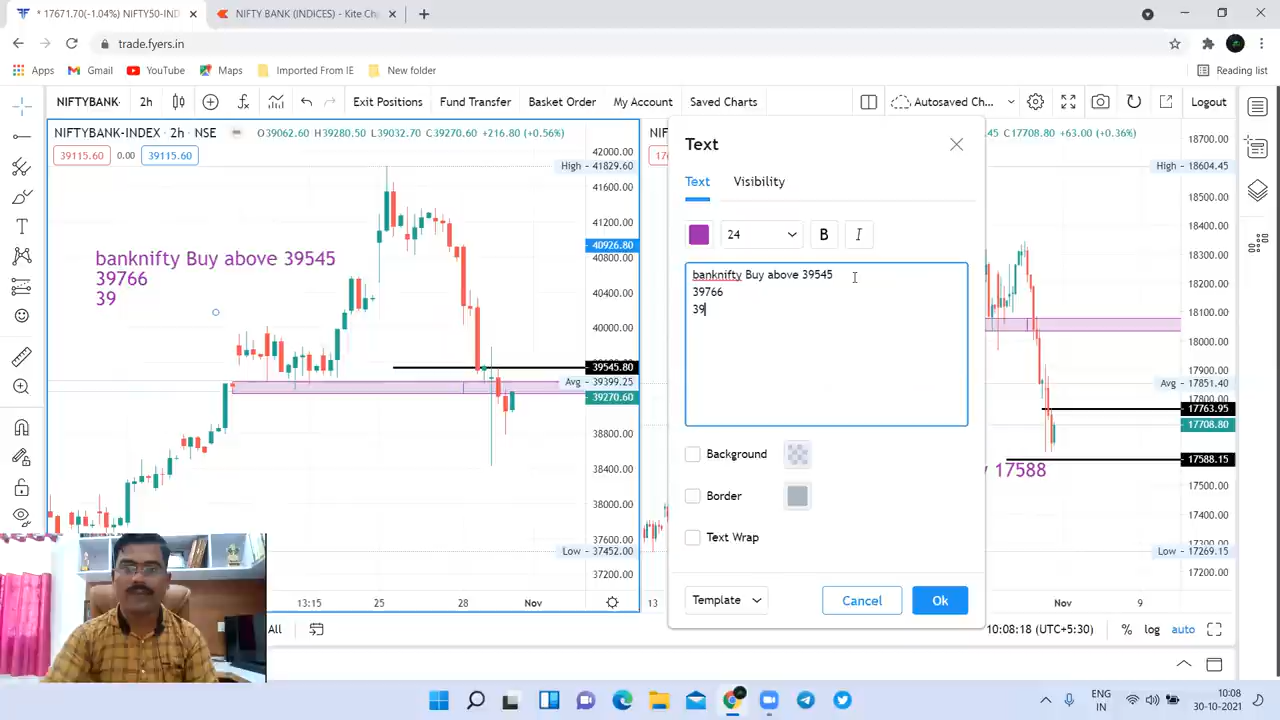 * 17671.70(-1.04%) NIFTY50-IND
NIFTY BANK (INDICES) - Kite Ch
trade.fyers.in
Apps
Gmail
YouTube
Maps
Imported From IE
New folder
Reading list
NIFTYBANK-
2h
Exit Positions
Fund Transfer
Basket Order
My Account
Saved Charts
Autosaved Ch...
Logout
NIFTYBANK-INDEX • 2h • NSE
O39062.60 H39280.50 L39032.70 C39270.60 +216.80 (+0.56%)
39115.60
0.00
39115.60
High - 41829.60
42000.00
41600.00
41200.00
40926.80
40800.00
40400.00
40000.00
39545.80
Avg - 39399.25
39270.60
38800.00
38400.00
38000.00
37600.00
Low - 37452.00
37200.00
banknifty Buy above 39545
39766
39
13:15
25
28
Nov
All
Text
Text
Visibility
24
B
I
banknifty Buy above 39545
39766
39
Background
Border
Text Wrap
Template
Cancel
Ok
C17708.80 +63.00 (+0.36%)
18700.00
High - 18604.45
18500.00
18400.00
18300.00
18200.00
18100.00
18000.00
17900.00
Avg - 17851.40
17800.00
17763.95
17708.80
17588.15
17588
17500.00
17400.00
17300.00
Low - 17269.15
17200.00
13
Nov
9
10:08:18 (UTC+5:30)
%
log
auto
ENG
IN
10:08
30-10-2021